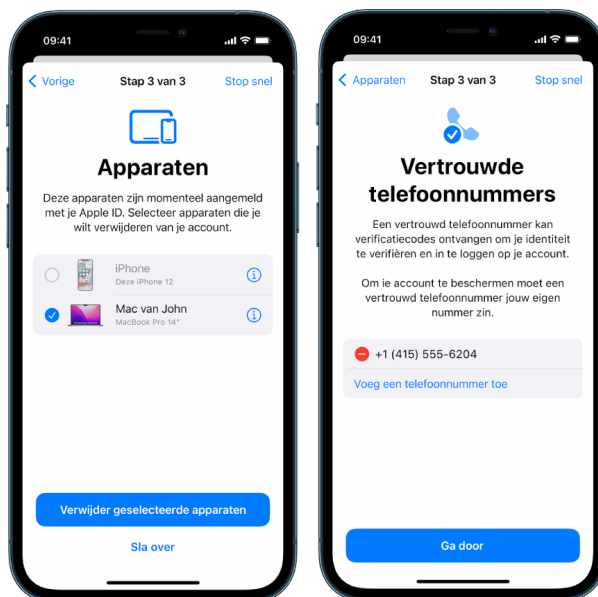 09:41
Vorige
Stap 3 van 3
Stop snel
Apparaten
Deze apparaten zijn momenteel aangemeld
met je Apple ID. Selecteer apparaten die je
wilt verwijderen van je account.
iPhone
Deze iPhone 12
Mac van John
MacBook Pro 14"
Verwijder geselecteerde apparaten
Sla over
09:41
Apparaten
Stap 3 van 3
Stop snel
Vertrouwde
telefoonnummers
Een vertrouwd telefoonnummer kan
verificatiecodes ontvangen om je identiteit
te verifiëren en in te loggen op je account.
Om ie account te beschermen moet een
vertrouwd telefoonnummer jouw eigen
nummer zin.
+1 (415) 555-6204
Voeg een telefoonnummer toe
Ga door